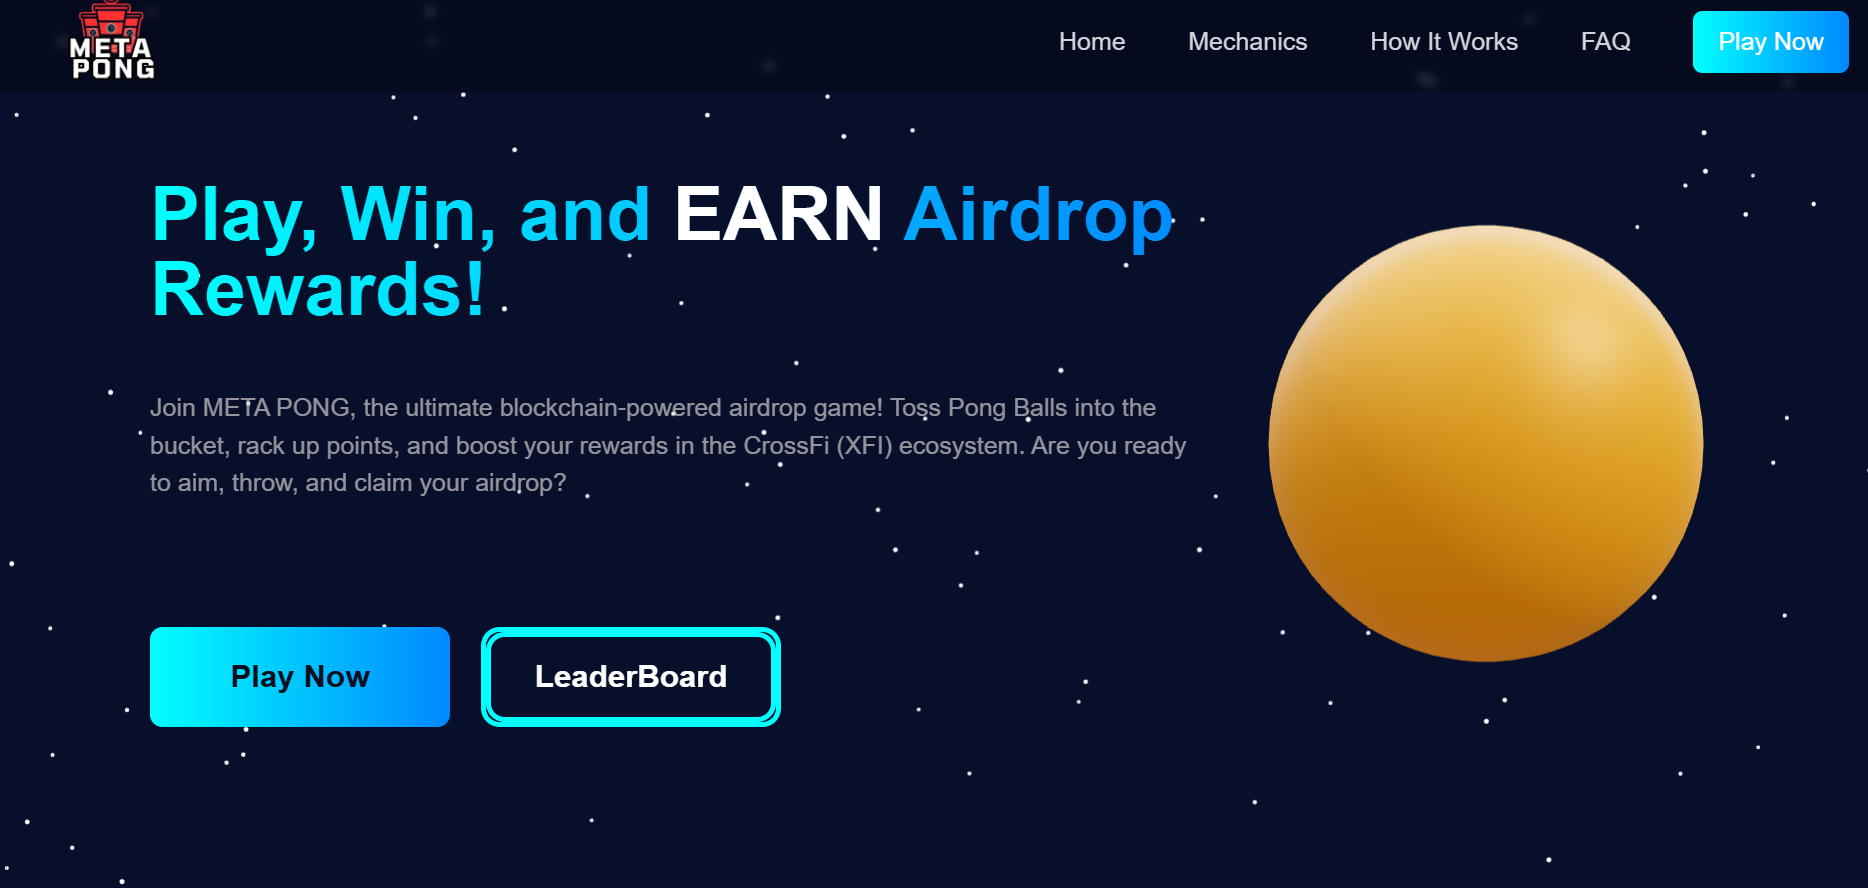 META
PONG
Home
Mechanics
How It Works
FAQ
Play Now
Play, Win, and EARN Airdrop
Rewards!
Join META PONG, the ultimate blockchain-powered airdrop game! Toss Pong Balls into the
bucket, rack up points, and boost your rewards in the CrossFi (XFI) ecosystem. Are you ready
to aim, throw, and claim your airdrop?
Play Now
LeaderBoard